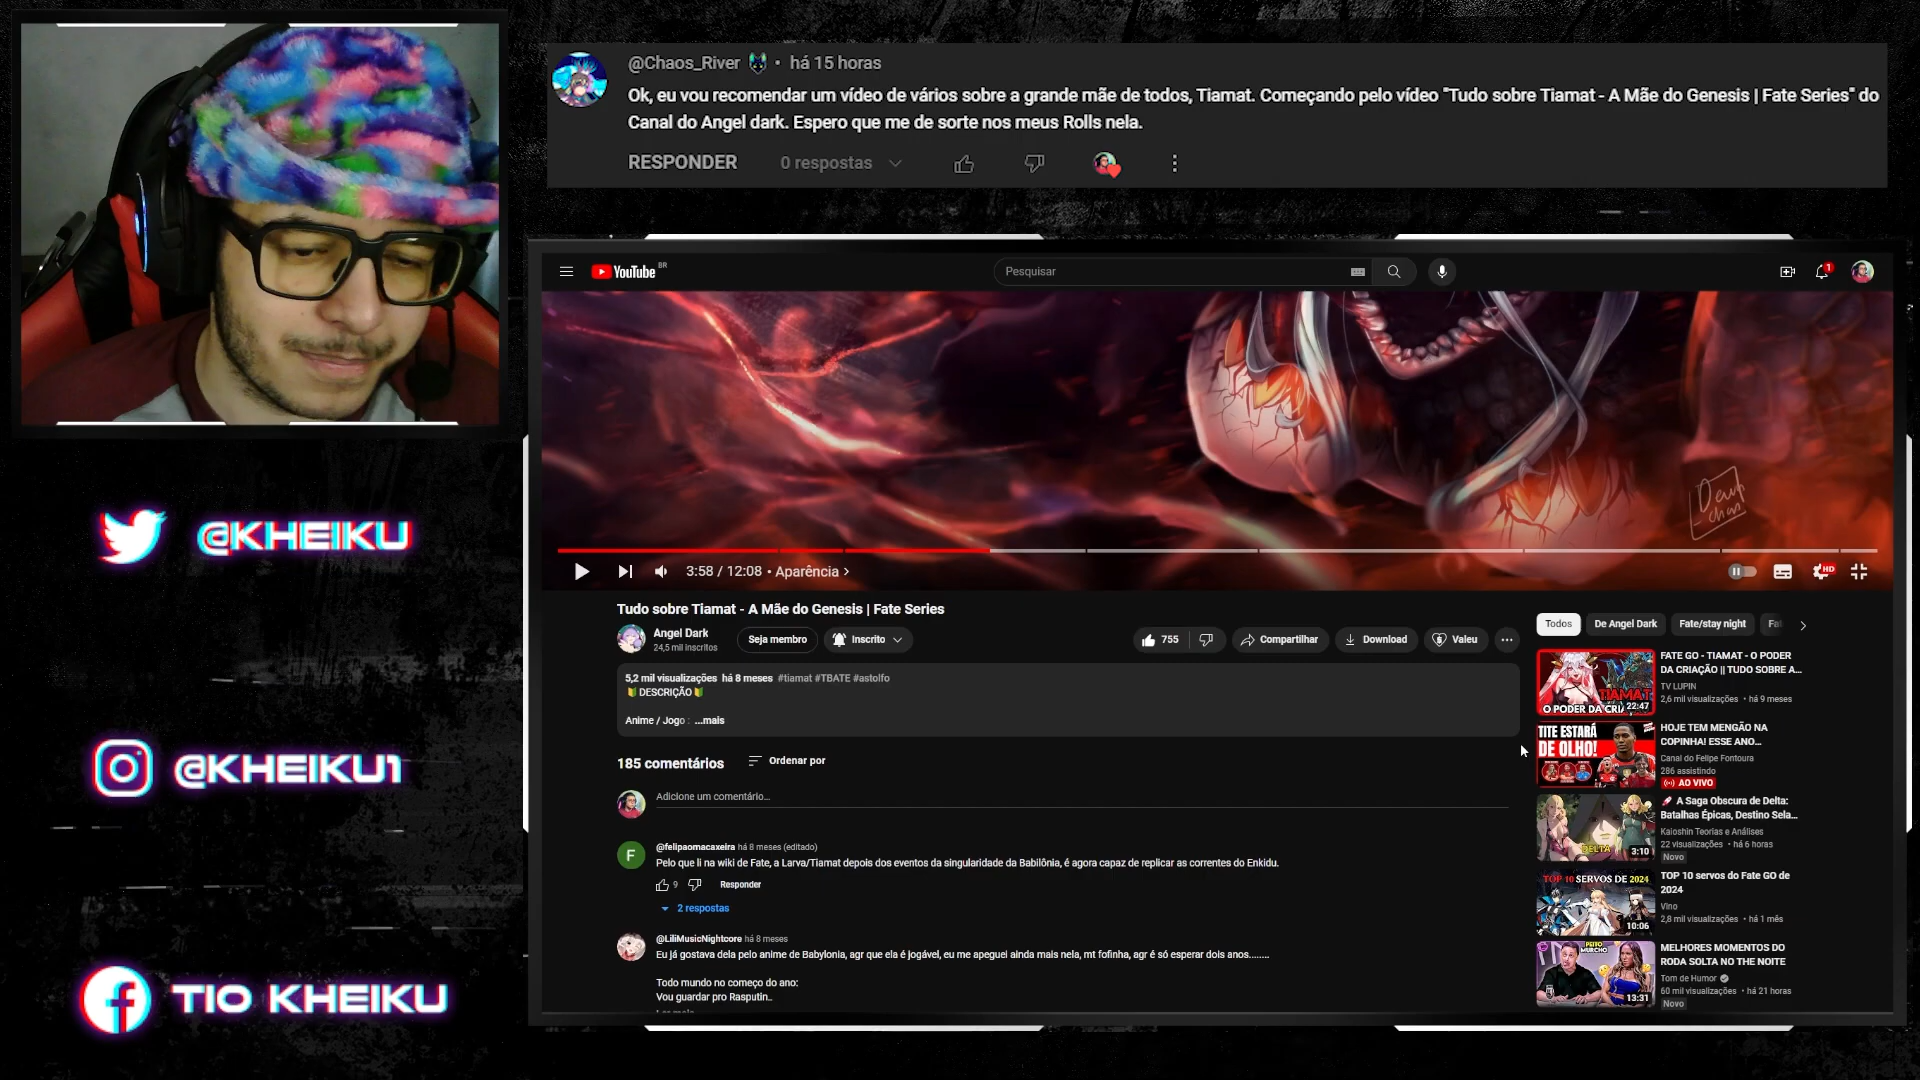 @Chaos_River • há 15 horas
Ok, eu vou recomendar um vídeo de vários sobre a grande mãe de todos, Tiamat. Começando pelo vídeo "Tudo sobre Tiamat - A Mãe do Genesis | Fate Series" do
Canal do Angel dark. Espero que me de sorte nos meus Rolls nela.
RESPONDER 0 respostas
YouTube BR
Pesquisar
1
Demn
chan
3:58 / 12:08 • Aparência
HD
Tudo sobre Tiamat - A Mãe do Genesis | Fate Series
Angel Dark
24,5 mil inscritos
Seja membro
Inscrito
755
Compartilhar
Download
Valeu
5,2 mil visualizações há 8 meses #tiamat #TBATE #astolfo
DESCRIÇÃO
Anime / Jogo : ...mais
185 comentários
Ordenar por
Adicione um comentário...
F
@felipaomacaxeira há 8 meses (editado)
Pelo que li na wiki de Fate, a Larva/Tiamat depois dos eventos da singularidade da Babilônia, é agora capaz de replicar as correntes do Enkidu.
9 Responder
2 respostas
@LiliMusicNightcore há 8 meses
Eu já gostava dela pelo anime de Babylonia, agr que ela é jogável, eu me apeguei ainda mais nela, mt fofinha, agr é só esperar dois anos........
Todo mundo no começo do ano:
Vou guardar pro Rasputin..
Todos
De Angel Dark
Fate/stay night
TIAMAT
O PODER DA CRI
22:47
FATE GO - TIAMAT - O PODER
DA CRIAÇÃO || TUDO SOBRE A...
TV LUPIN
2,6 mil visualizações • há 9 meses
TITE ESTARÁ
DE OLHO!
HOJE TEM MENGÃO NA
COPINHA! ESSE ANO...
Canal do Felipe Fontoura
286 assistindo
AO VIVO
DELTA
3:10
A Saga Obscura de Delta:
Batalhas Épicas, Destino Sela...
Kaioshin Teorias e Análises
22 visualizações • há 6 horas
Novo
TOP 10 SERVOS DE 2024
10:06
TOP 10 servos do Fate GO de
2024
Vino
2,8 mil visualizações • há 1 mês
PEITO
MURCHO
13:31
MELHORES MOMENTOS DO
RODA SOLTA NO THE NOITE
Tom de Humor
60 mil visualizações • há 21 horas
Novo
@KHEIKU
@KHEIKU1
TIO KHEIKU